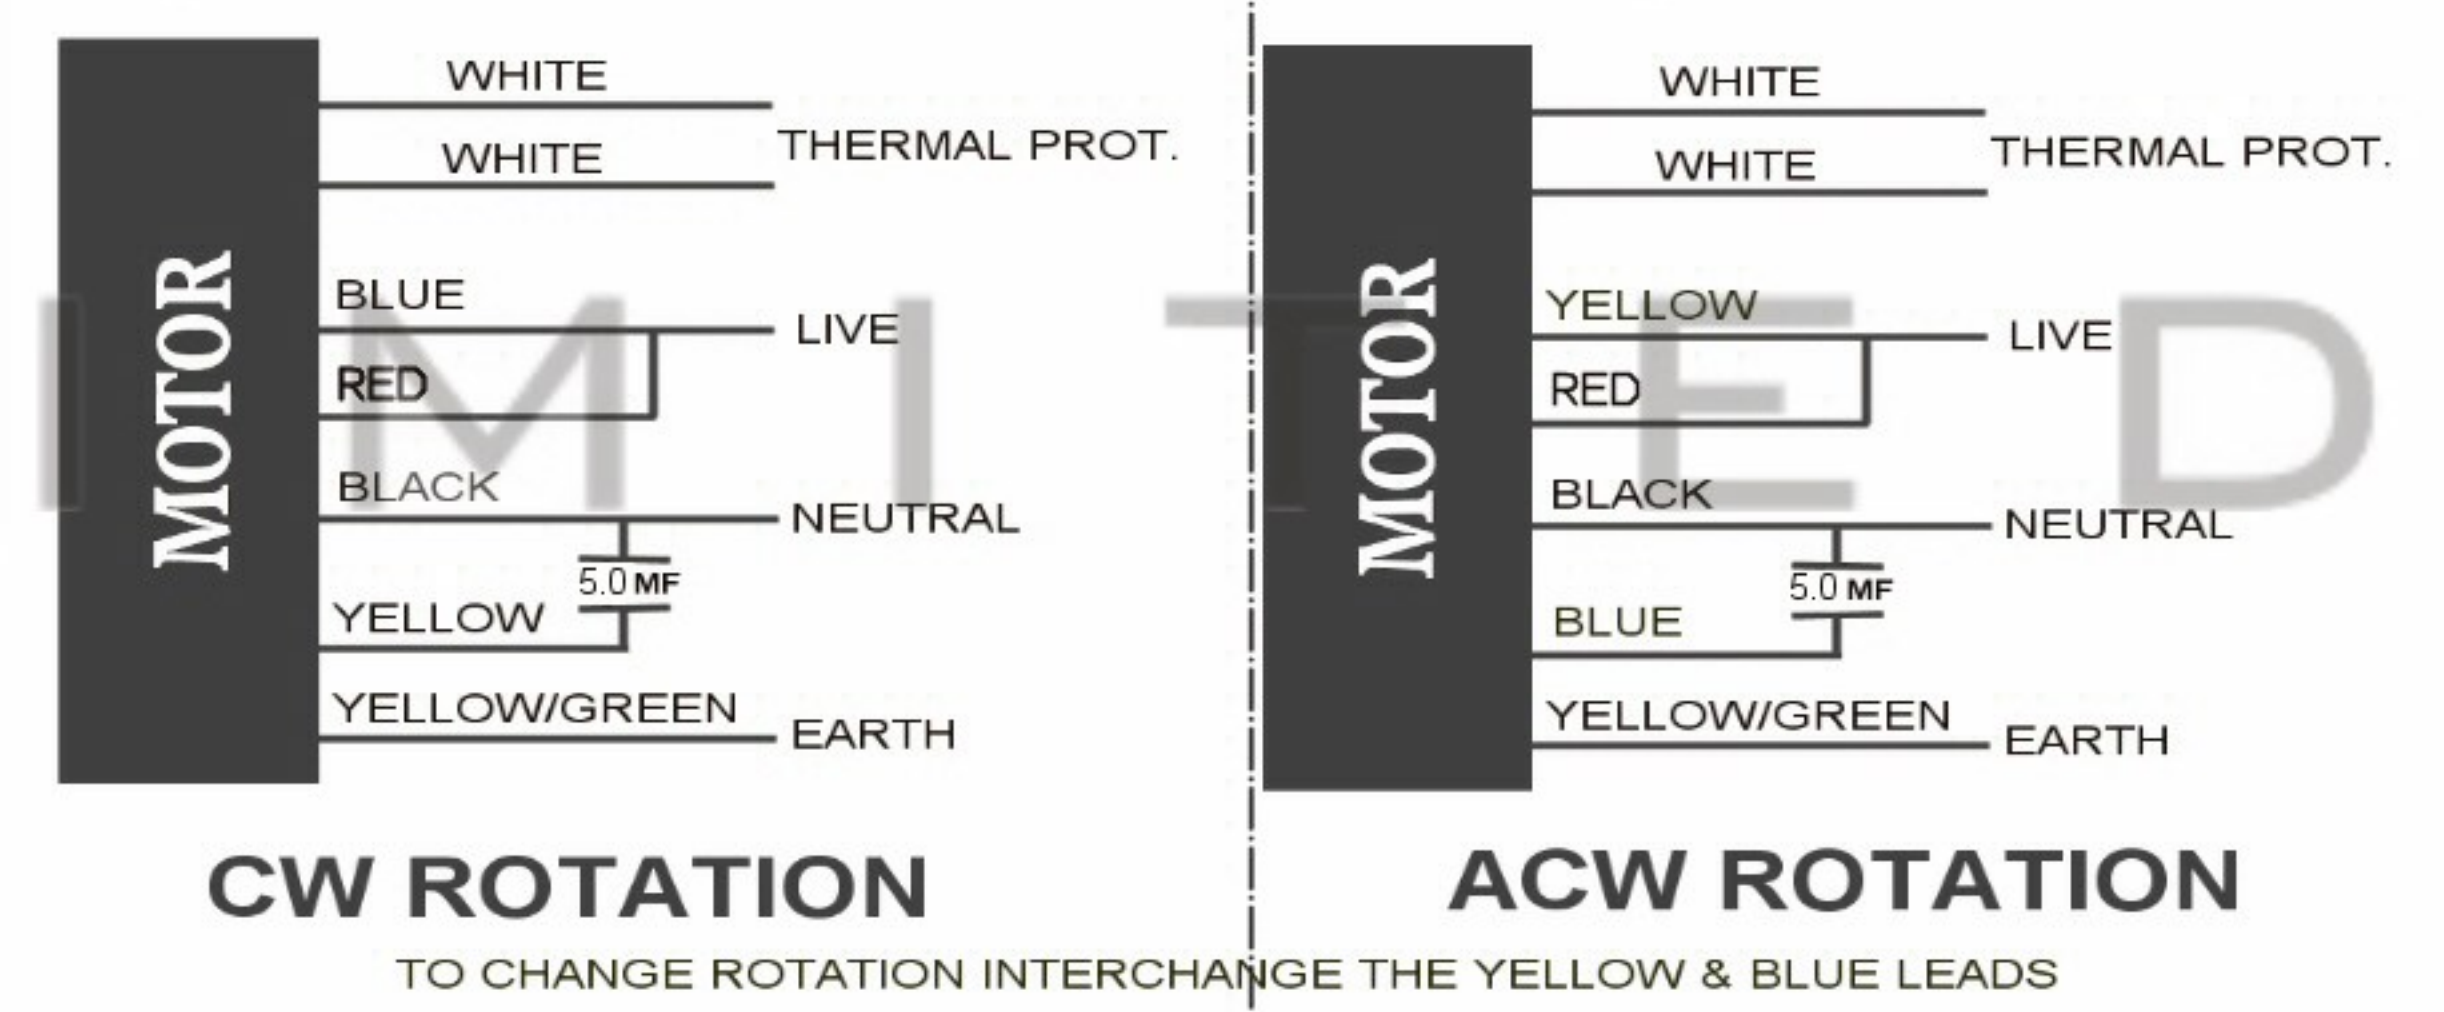 WHITE
WHITE
THERMAL PROT.
BLUE
LIVE
RED
BLACK
NEUTRAL
5.0 MF
YELLOW
YELLOW/GREEN
EARTH
MOTOR
CW ROTATION
WHITE
WHITE
THERMAL PROT.
YELLOW
LIVE
RED
BLACK
NEUTRAL
5.0 MF
BLUE
YELLOW/GREEN
EARTH
MOTOR
ACW ROTATION
TO CHANGE ROTATION INTERCHANGE THE YELLOW & BLUE LEADS
I M I T E D